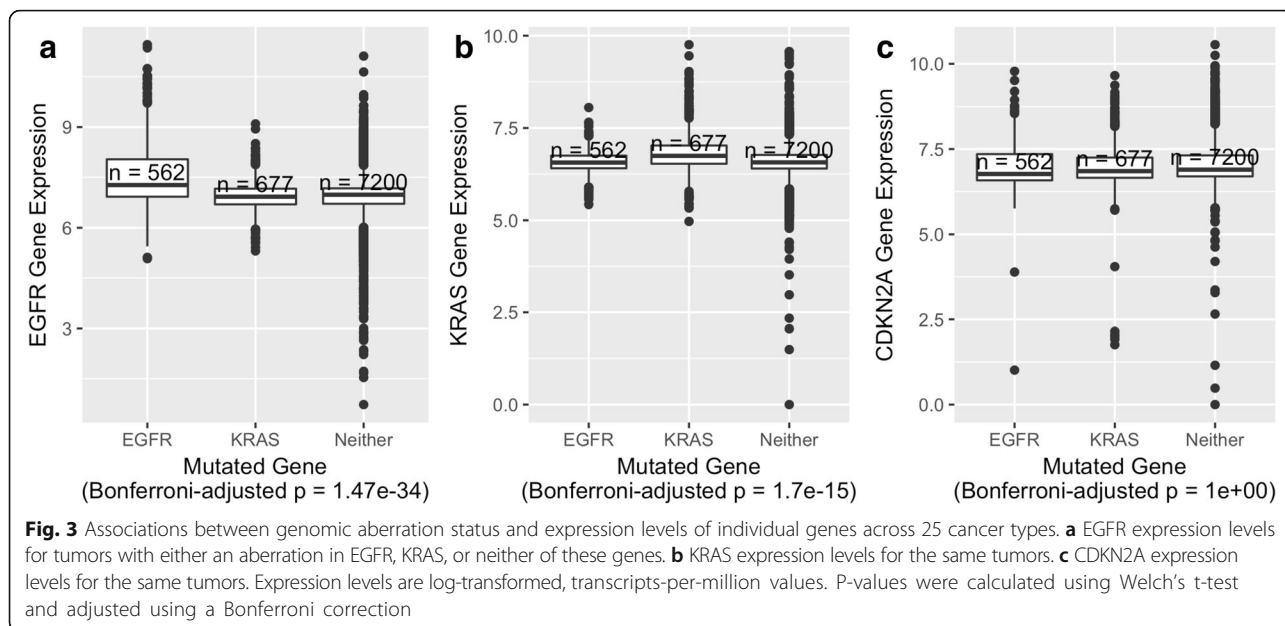 a
EGFR Gene Expression
9
6
3
n = 562
n = 677
n = 7200
EGFR
KRAS
Neither
Mutated Gene
(Bonferroni-adjusted p = 1.47e-34)
b
KRAS Gene Expression
10.0
7.5
5.0
2.5
0.0
n = 562
n = 677
n = 7200
EGFR
KRAS
Neither
Mutated Gene
(Bonferroni-adjusted p = 1.7e-15)
c
CDKN2A Gene Expression
10.0
7.5
5.0
2.5
0.0
n = 562
n = 677
n = 7200
EGFR
KRAS
Neither
Mutated Gene
(Bonferroni-adjusted p = 1e+00)
Fig. 3 Associations between genomic aberration status and expression levels of individual genes across 25 cancer types. a EGFR expression levels
for tumors with either an aberration in EGFR, KRAS, or neither of these genes. b KRAS expression levels for the same tumors. c CDKN2A expression
levels for the same tumors. Expression levels are log-transformed, transcripts-per-million values. P-values were calculated using Welch's t-test
and adjusted using a Bonferroni correction